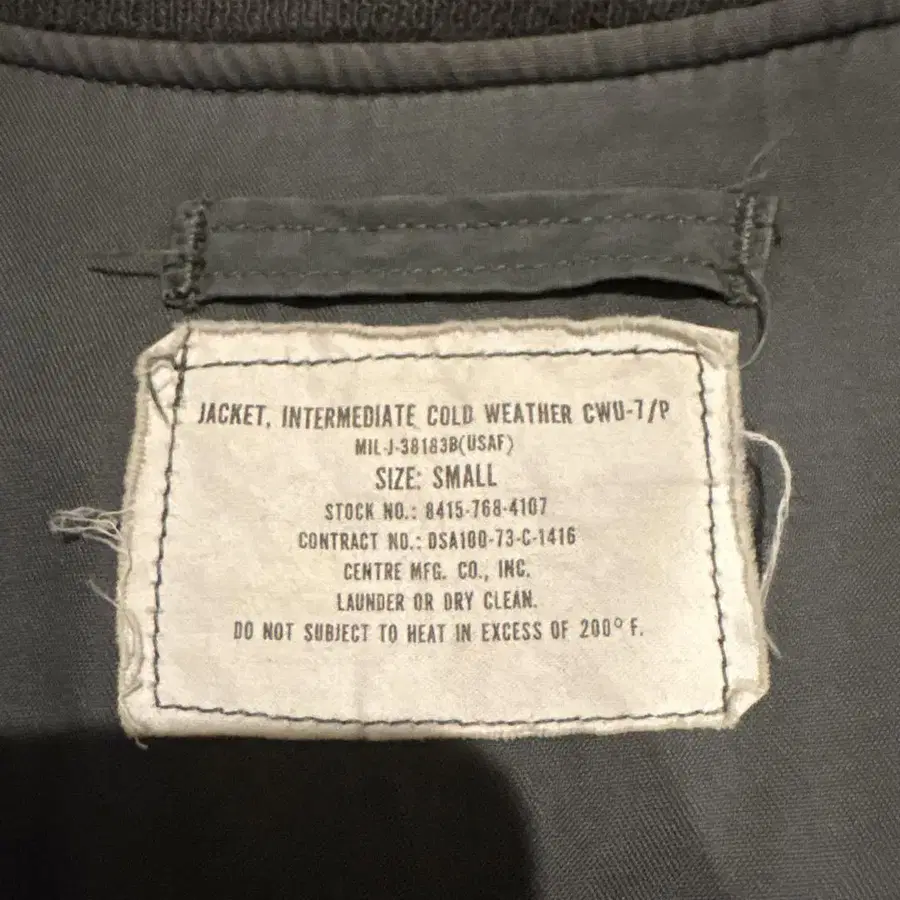 JACKET, INTERMEDIATE COLD WEATHER CWU-7/P
MIL-J-38183B(USAF)
SIZE: SMALL
STOCK NO.: 8415-768-4107
CONTRACT NO.: DSA100-73-C-1416
CENTRE MFG. CO., INC.
LAUNDER OR DRY CLEAN.
DO NOT SUBJECT TO HEAT IN EXCESS OF 200° F.